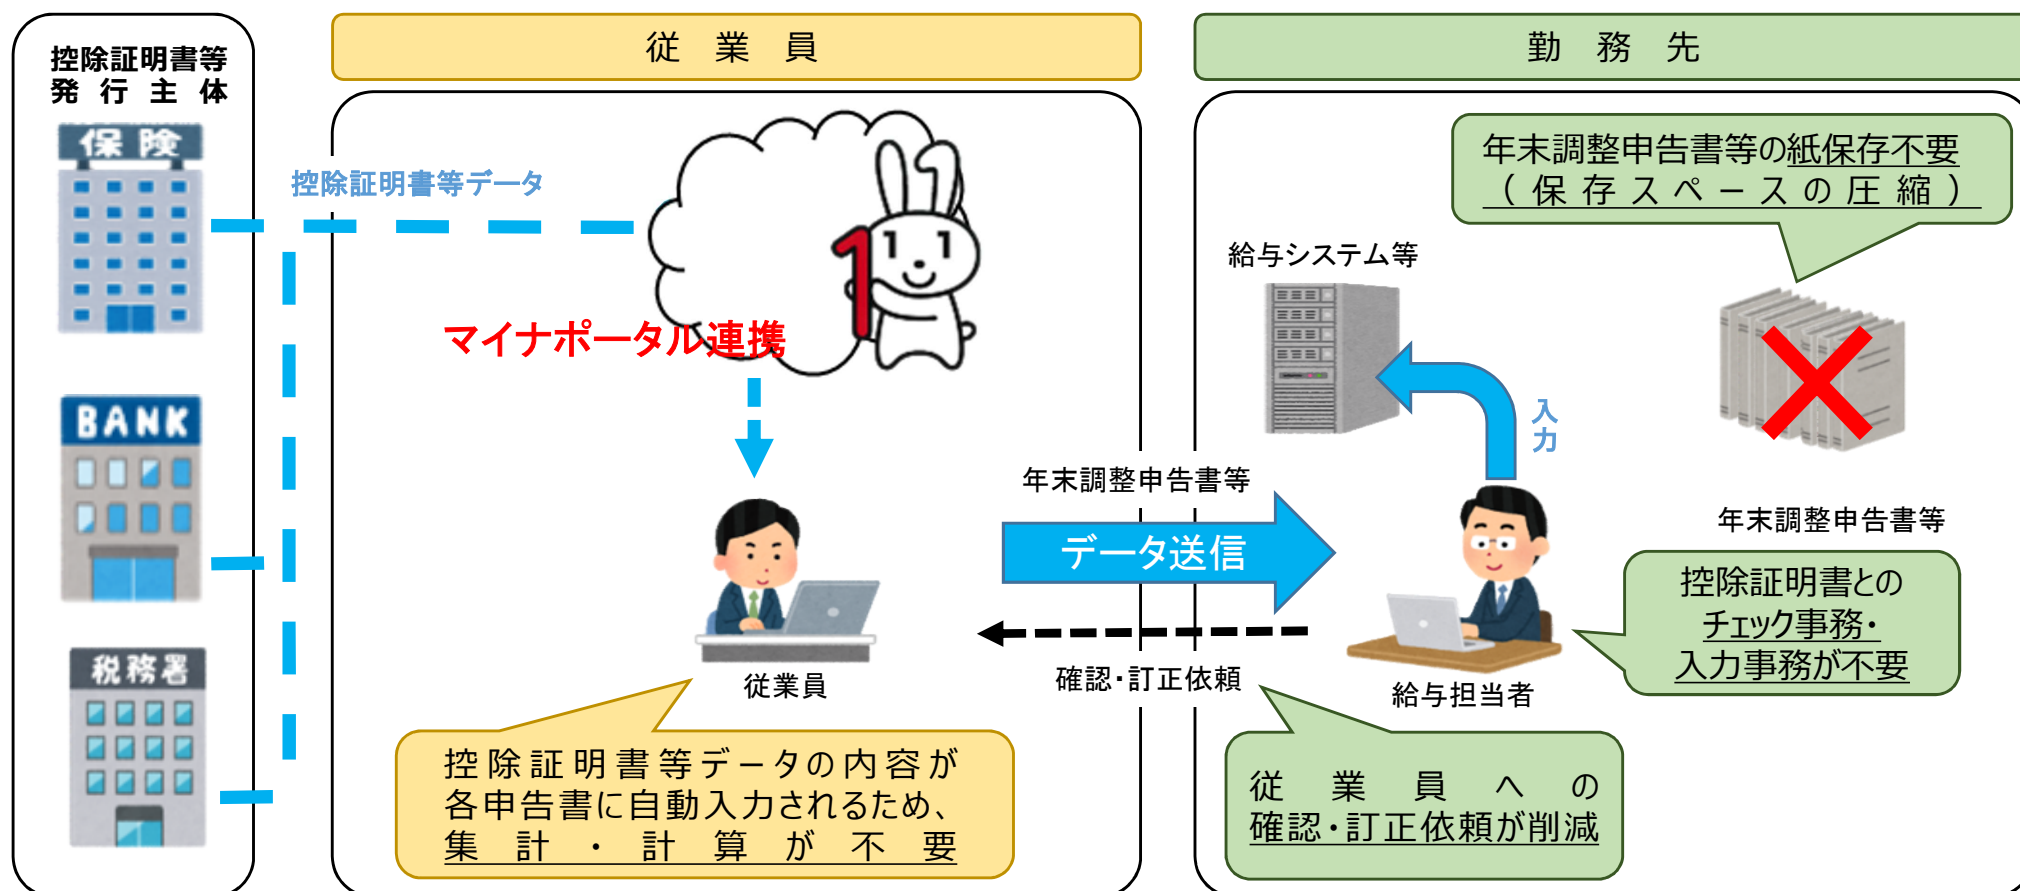 控除証明書等
発行主体
保険
BANK
税務署
従業員
控除証明書等データ
1
1 1
マイナポータル連携
従業員
控除証明書等データの内容が
各申告書に自動入力されるため、
集計・計算が不要
年末調整申告書等
データ送信
確認・訂正依頼
勤務先
年末調整申告書等の紙保存不要
（保存スペースの圧縮）
給与システム等
入
力
年末調整申告書等
給与担当者
控除証明書との
チェック事務・
入力事務が不要
従業員への
確認・訂正依頼が削減